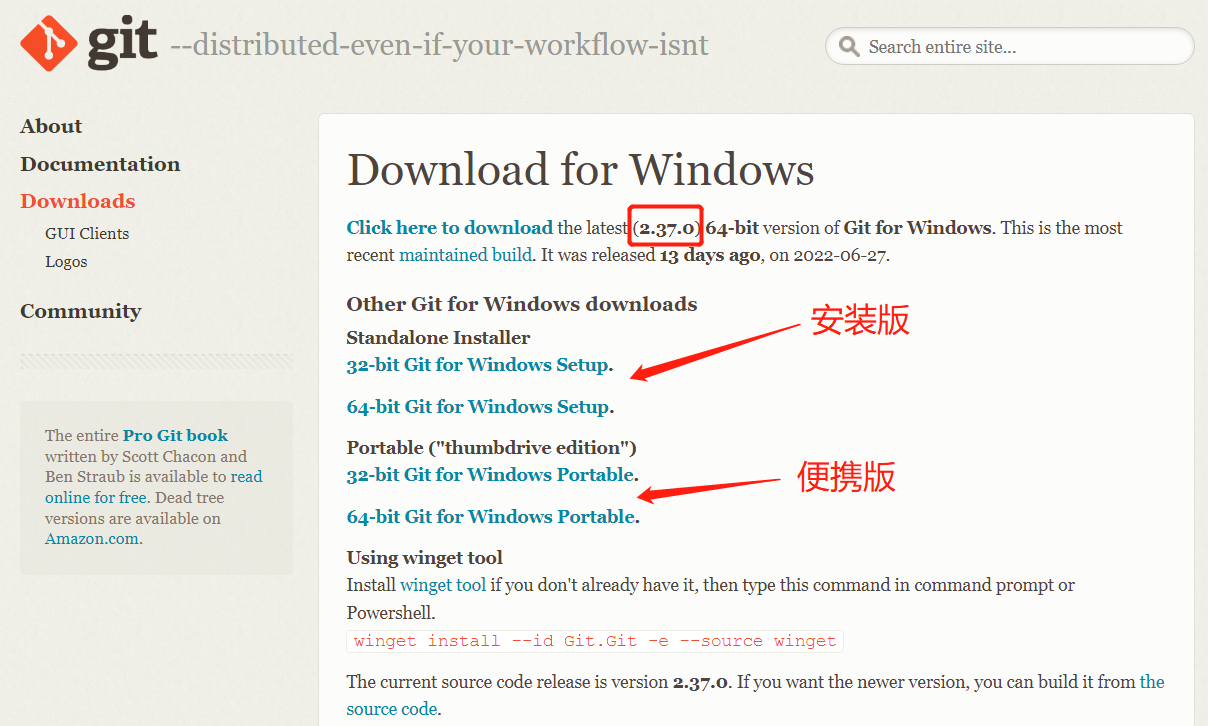 git --distributed-even-if-your-workflow-isnt
Search entire site...
About
Documentation
Downloads
GUI Clients
Logos
Community
The entire Pro Git book
written by Scott Chacon and
Ben Straub is available to read
online for free. Dead tree
versions are available on
Amazon.com.
Download for Windows
Click here to download the latest (2.37.0) 64-bit version of Git for Windows. This is the most
recent maintained build. It was released 13 days ago, on 2022-06-27.
Other Git for Windows downloads
Standalone Installer
32-bit Git for Windows Setup.
安装版
64-bit Git for Windows Setup.
Portable ("thumbdrive edition")
32-bit Git for Windows Portable.
便携版
64-bit Git for Windows Portable.
Using winget tool
Install winget tool if you don't already have it, then type this command in command prompt or
Powershell.
winget install --id Git.Git -e --source winget
The current source code release is version 2.37.0. If you want the newer version, you can build it from the
source code.